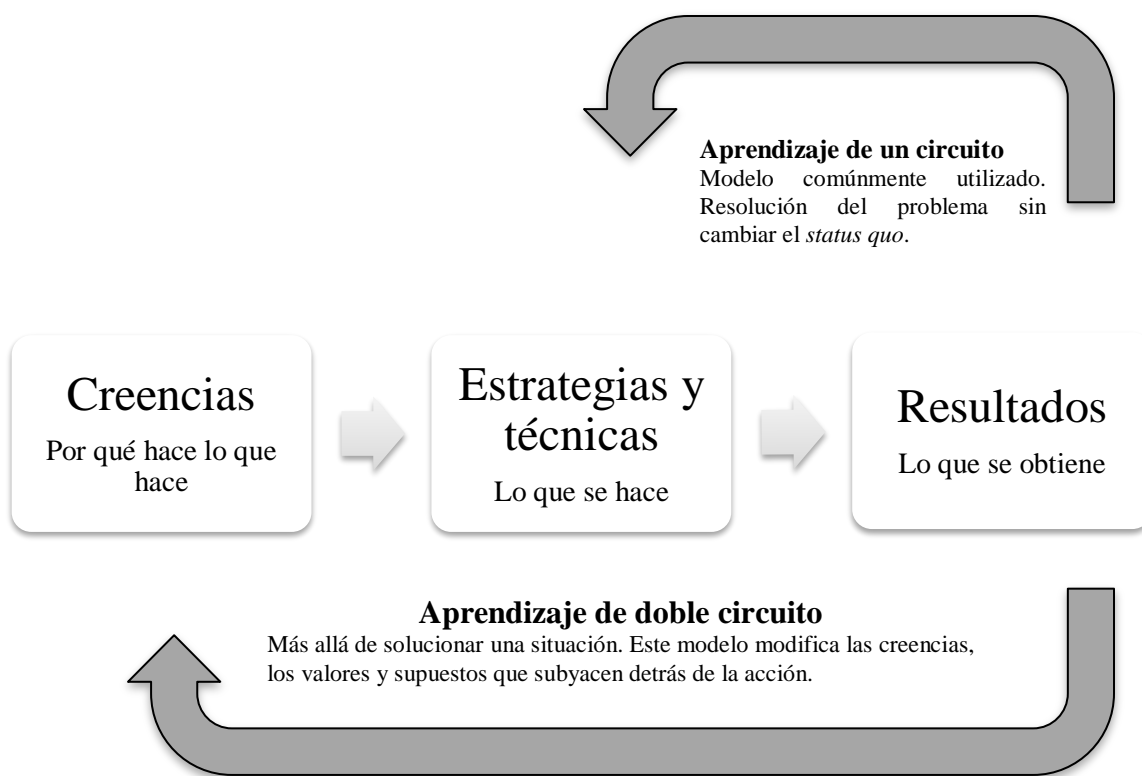 Aprendizaje de un circuito
Modelo comúnmente utilizado.
Resolución del problema sin
cambiar el status quo.
Creencias
Por qué hace lo que
hace
Estrategias y
técnicas
Lo que se hace
Resultados
Lo que se obtiene
Aprendizaje de doble circuito
Más allá de solucionar una situación. Este modelo modifica las creencias,
los valores y supuestos que subyacen detrás de la acción.